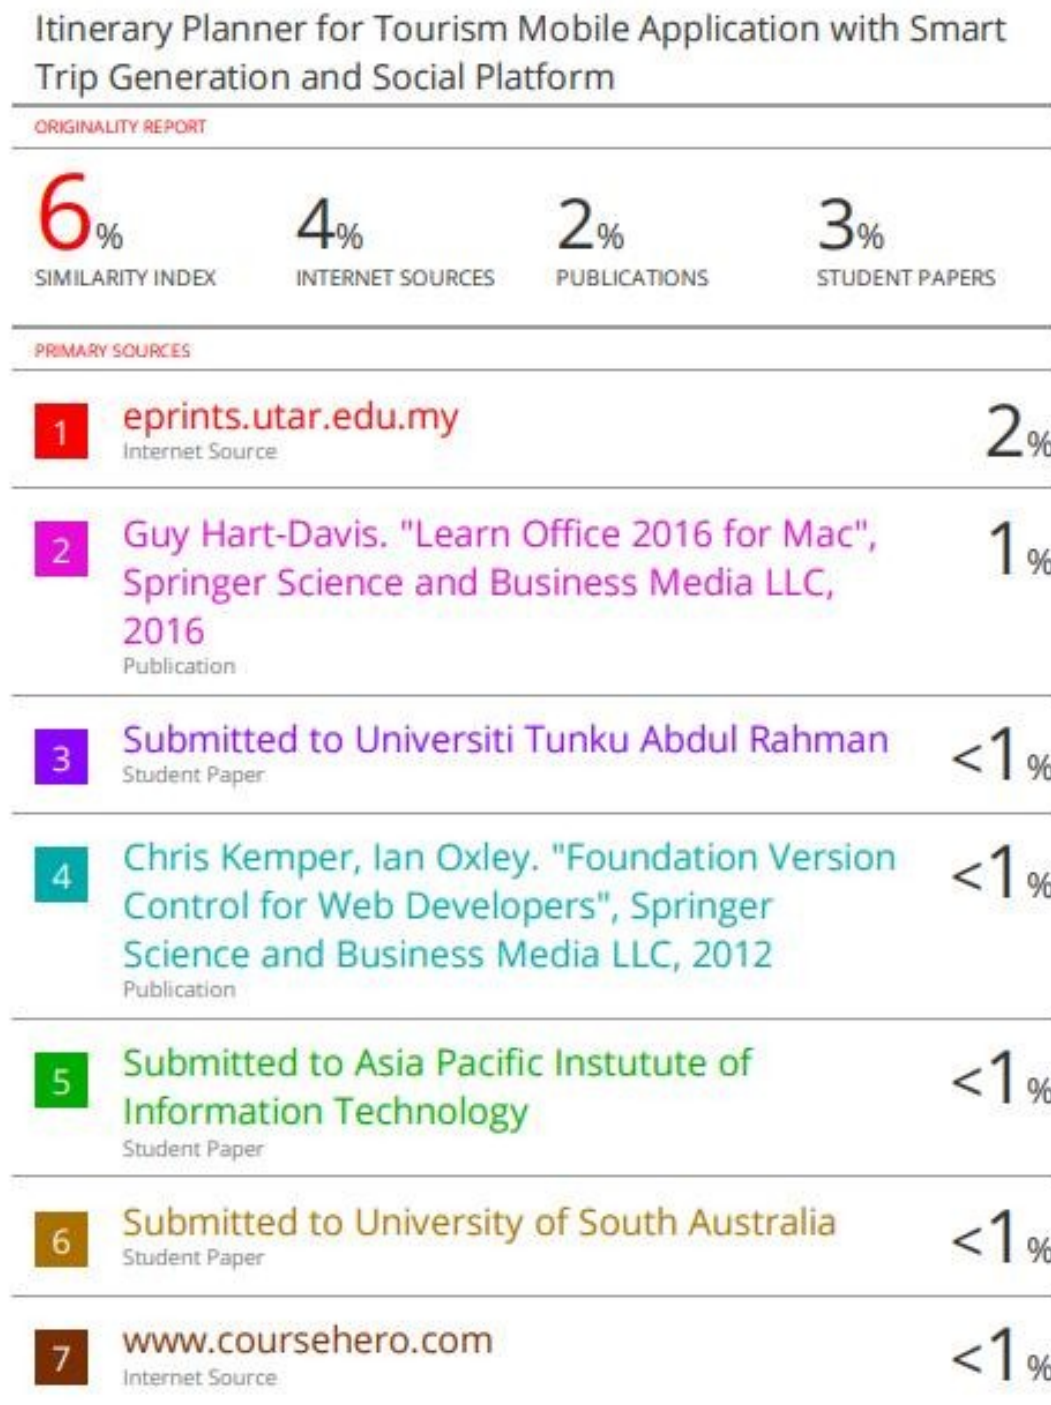 Itinerary Planner for Tourism Mobile Application with Smart
Trip Generation and Social Platform
ORIGINALITY REPORT
6% 4% 2% 3%
SIMILARITY INDEX INTERNET SOURCES PUBLICATIONS STUDENT PAPERS
PRIMARY SOURCES
1 eprints.utar.edu.my 2%
Internet Source
2 Guy Hart-Davis. "Learn Office 2016 for Mac", 1%
Springer Science and Business Media LLC,
2016
Publication
3 Submitted to Universiti Tunku Abdul Rahman <1%
Student Paper
4 Chris Kemper, Ian Oxley. "Foundation Version <1%
Control for Web Developers", Springer
Science and Business Media LLC, 2012
Publication
5 Submitted to Asia Pacific Instutute of <1%
Information Technology
Student Paper
6 Submitted to University of South Australia <1%
Student Paper
7 www.coursehero.com <1%
Internet Source